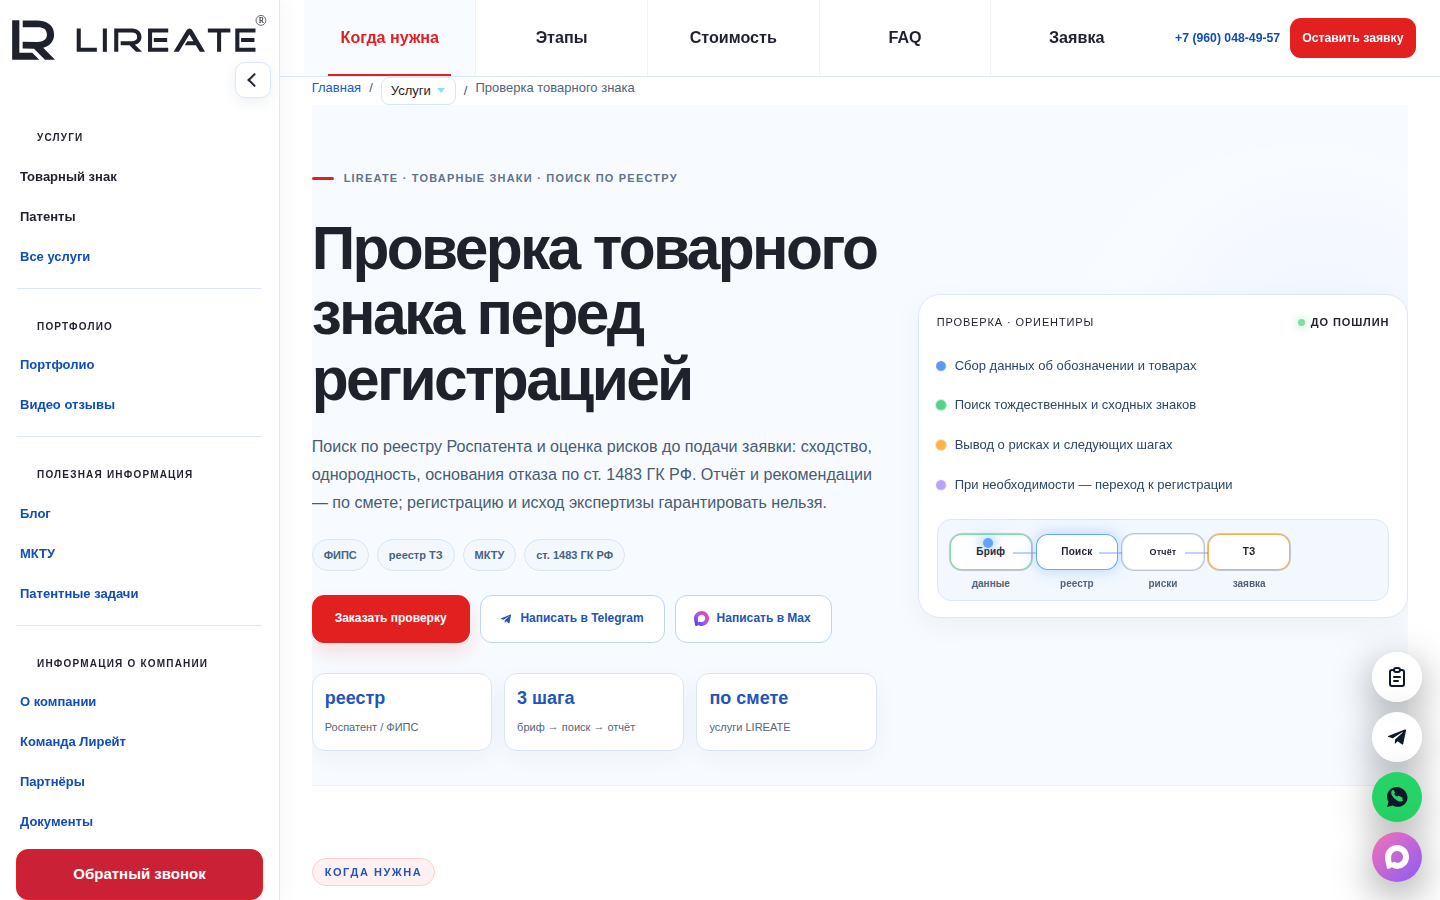 LIREATE®
УСЛУГИ
Товарный знак
Патенты
Все услуги
ПОРТФОЛИО
Портфолио
Видео отзывы
ПОЛЕЗНАЯ ИНФОРМАЦИЯ
Блог
МКТУ
Патентные задачи
ИНФОРМАЦИЯ О КОМПАНИИ
О компании
Команда Лирейт
Партнёры
Документы
Обратный звонок
Когда нужна
Этапы
Стоимость
FAQ
Заявка
+7 (960) 048-49-57
Оставить заявку
Главная / Услуги / Проверка товарного знака
LIREATE · ТОВАРНЫЕ ЗНАКИ · ПОИСК ПО РЕЕСТРУ
Проверка товарного
знака перед
регистрацией
Поиск по реестру Роспатента и оценка рисков до подачи заявки: сходство,
однородность, основания отказа по ст. 1483 ГК РФ. Отчёт и рекомендации
— по смете; регистрацию и исход экспертизы гарантировать нельзя.
ФИПС
реестр ТЗ
МКТУ
ст. 1483 ГК РФ
Заказать проверку
Написать в Telegram
Написать в Max
реестр
Роспатент / ФИПС
3 шага
бриф → поиск → отчёт
по смете
услуги LIREATE
ПРОВЕРКА · ОРИЕНТИРЫ
ДО ПОШЛИН
Сбор данных об обозначении и товарах
Поиск тождественных и сходных знаков
Вывод о рисках и следующих шагах
При необходимости — переход к регистрации
Бриф
Поиск
Отчёт
ТЗ
данные
реестр
риски
заявка
КОГДА НУЖНА